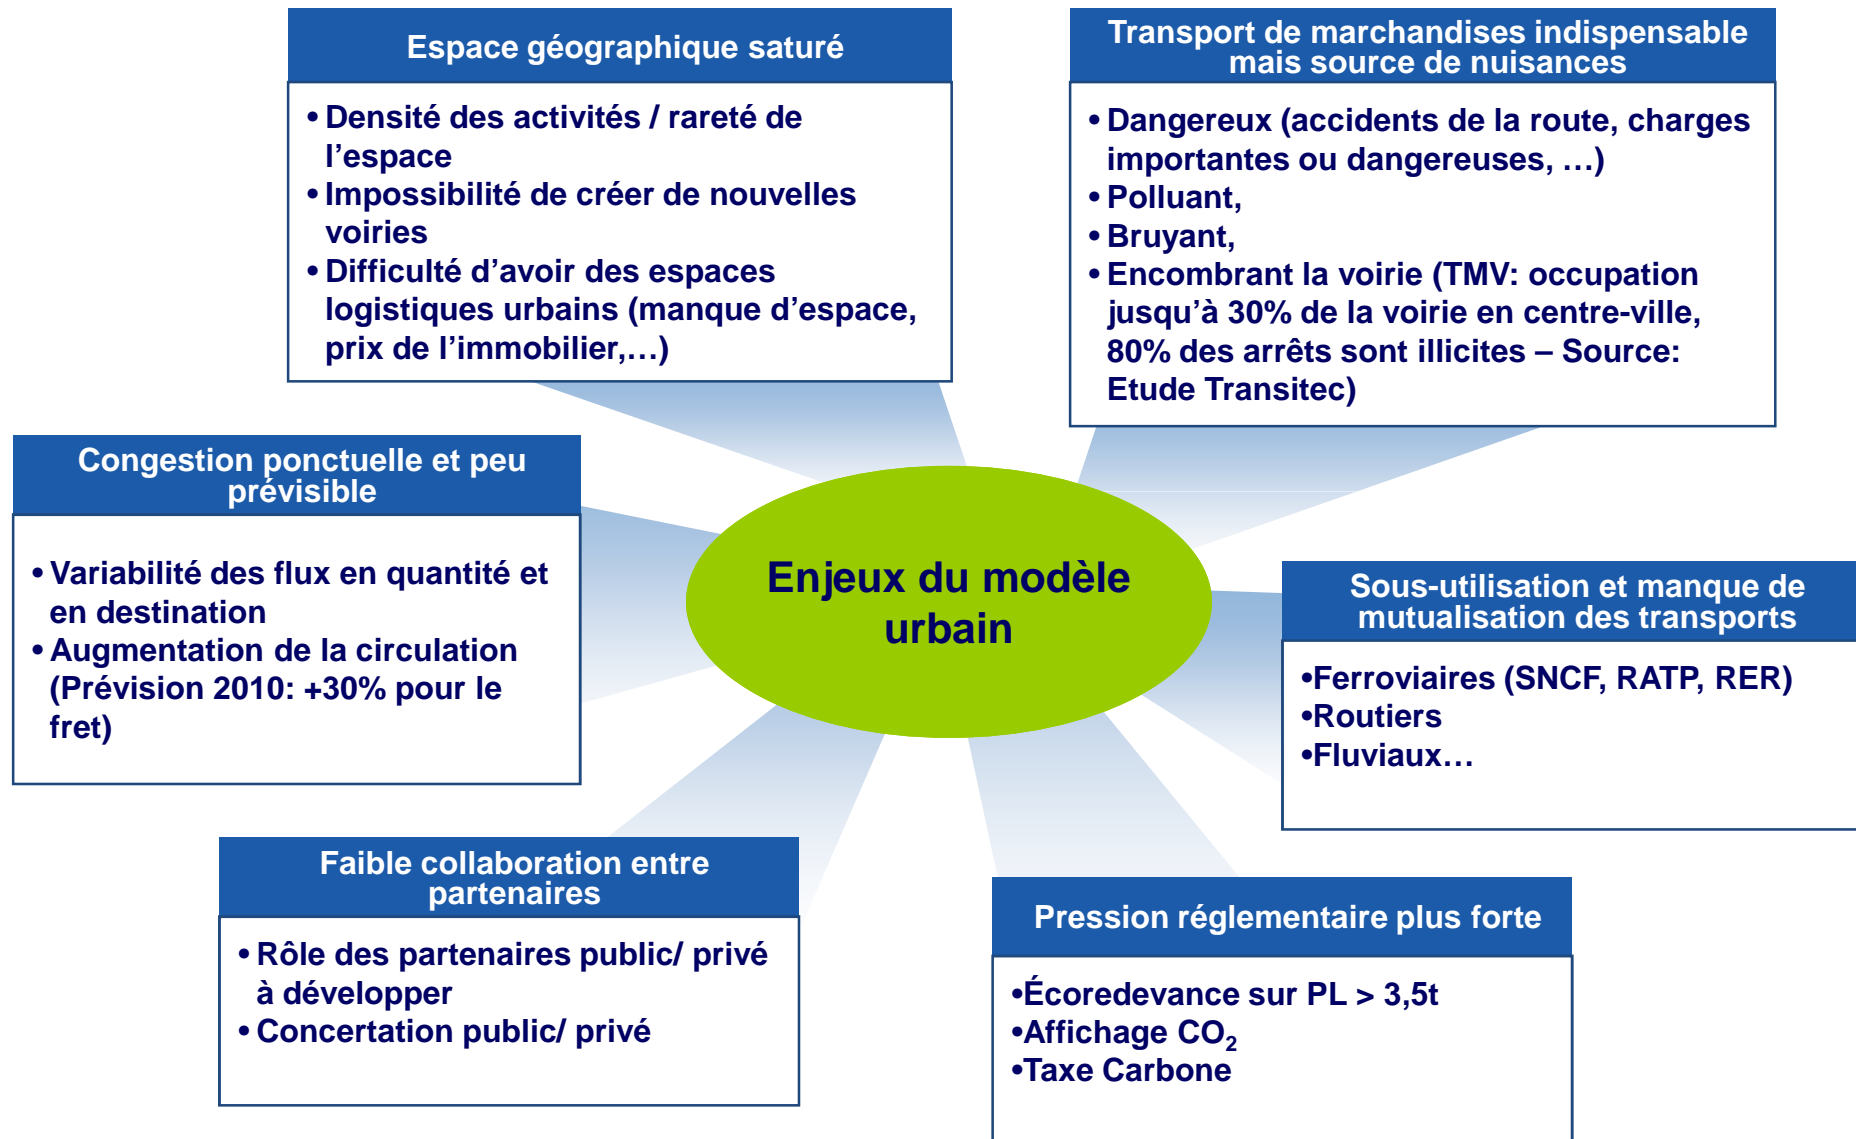 Espace géographique saturé
• Densité des activités / rareté de
l’espace
• Impossibilité de créer de nouvelles
voiries
• Difficulté d’avoir des espaces
logistiques urbains (manque d’espace,
prix de l’immobilier,…)
Transport de marchandises indispensable
mais source de nuisances
• Dangereux (accidents de la route, charges
importantes ou dangereuses, …)
• Polluant,
• Bruyant,
• Encombrant la voirie (TMV: occupation
jusqu’à 30% de la voirie en centre-ville,
80% des arrêts sont illicites – Source:
Etude Transitec)
Congestion ponctuelle et peu
prévisible
• Variabilité des flux en quantité et
en destination
• Augmentation de la circulation
(Prévision 2010: +30% pour le
fret)
Enjeux du modèle
urbain
Sous-utilisation et manque de
mutualisation des transports
•Ferroviaires (SNCF, RATP, RER)
•Routiers
•Fluviaux…
Faible collaboration entre
partenaires
• Rôle des partenaires public/ privé
à développer
• Concertation public/ privé
Pression réglementaire plus forte
•Écoredevance sur PL > 3,5t
•Affichage CO₂
•Taxe Carbone